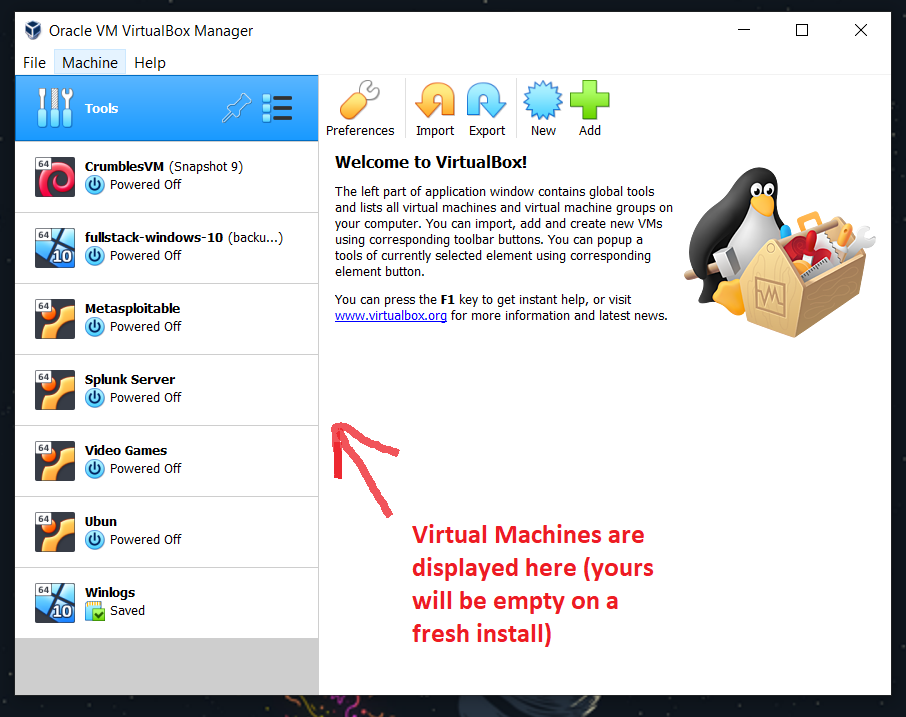 Oracle VM VirtualBox Manager
File Machine Help
Tools
Preferences Import Export New Add
64
CrumblesVM (Snapshot 9)
Powered Off
64
10
fullstack-windows-10 (backu...)
Powered Off
64
Metasploitable
Powered Off
64
Splunk Server
Powered Off
64
Video Games
Powered Off
64
Ubun
Powered Off
64
10
Winlogs
Saved
Welcome to VirtualBox!
The left part of application window contains global tools
and lists all virtual machines and virtual machine groups on
your computer. You can import, add and create new VMs
using corresponding toolbar buttons. You can popup a
tools of currently selected element using corresponding
element button.
You can press the F1 key to get instant help, or visit
www.virtualbox.org for more information and latest news.
Virtual Machines are
displayed here (yours
will be empty on a
fresh install)